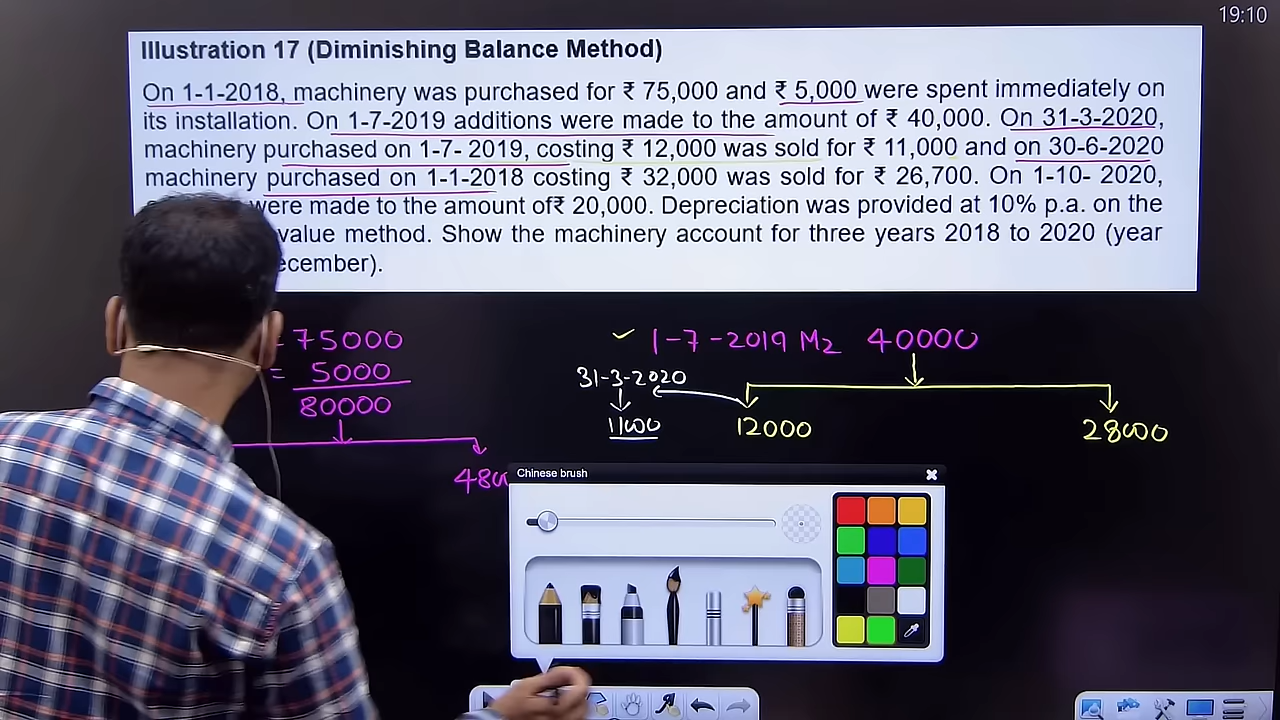 19:10
Illustration 17 (Diminishing Balance Method)
On 1-1-2018, machinery was purchased for ₹ 75,000 and ₹ 5,000 were spent immediately on
its installation. On 1-7-2019 additions were made to the amount of ₹ 40,000. On 31-3-2020,
machinery purchased on 1-7- 2019, costing ₹ 12,000 was sold for ₹ 11,000 and on 30-6-2020
machinery purchased on 1-1-2018 costing ₹ 32,000 was sold for ₹ 26,700. On 1-10- 2020,
were made to the amount of₹ 20,000. Depreciation was provided at 10% p.a. on the
value method. Show the machinery account for three years 2018 to 2020 (year
ecember).
= 75000
= 5000
80000
✓ 1-7-2019 M2 40000
31-3-2020
11000
12000
28000
Chinese brush